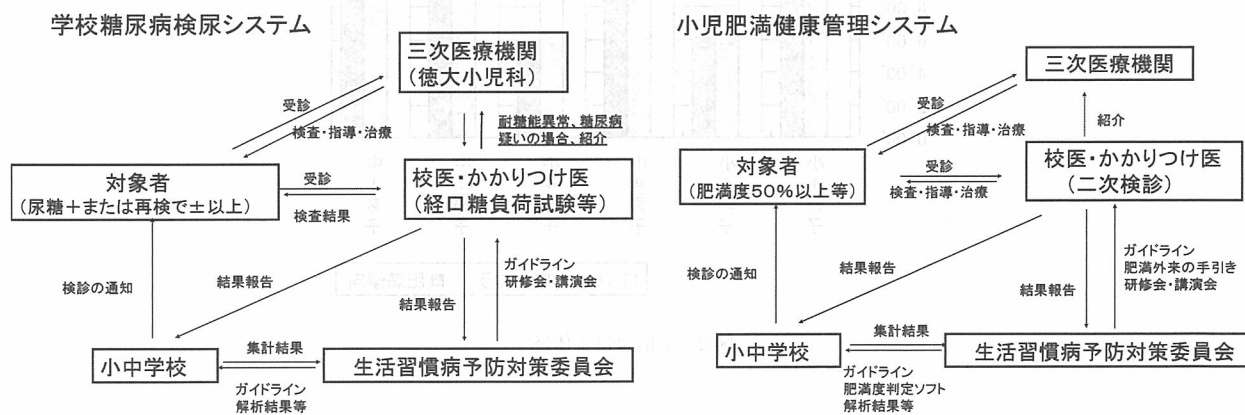 学校糖尿病検尿システム
三次医療機関
(徳大小児科)
受診
検査・指導・治療
耐糖能異常、糖尿病
疑いの場合、紹介
対象者
(尿糖+または再検で±以上)
受診
検査結果
校医・かかりつけ医
(経口糖負荷試験等)
検診の通知
結果報告
結果報告
ガイドライン
研修会・講演会
小中学校
集計結果
ガイドライン
解析結果等
生活習慣病予防対策委員会
小児肥満健康管理システム
三次医療機関
受診
検査・指導・治療
紹介
対象者
(肥満度50%以上等)
受診
検査・指導・治療
校医・かかりつけ医
(二次検診)
検診の通知
結果報告
結果報告
ガイドライン
肥満外来の手引き
研修会・講演会
小中学校
集計結果
ガイドライン
肥満度判定ソフト
解析結果等
生活習慣病予防対策委員会